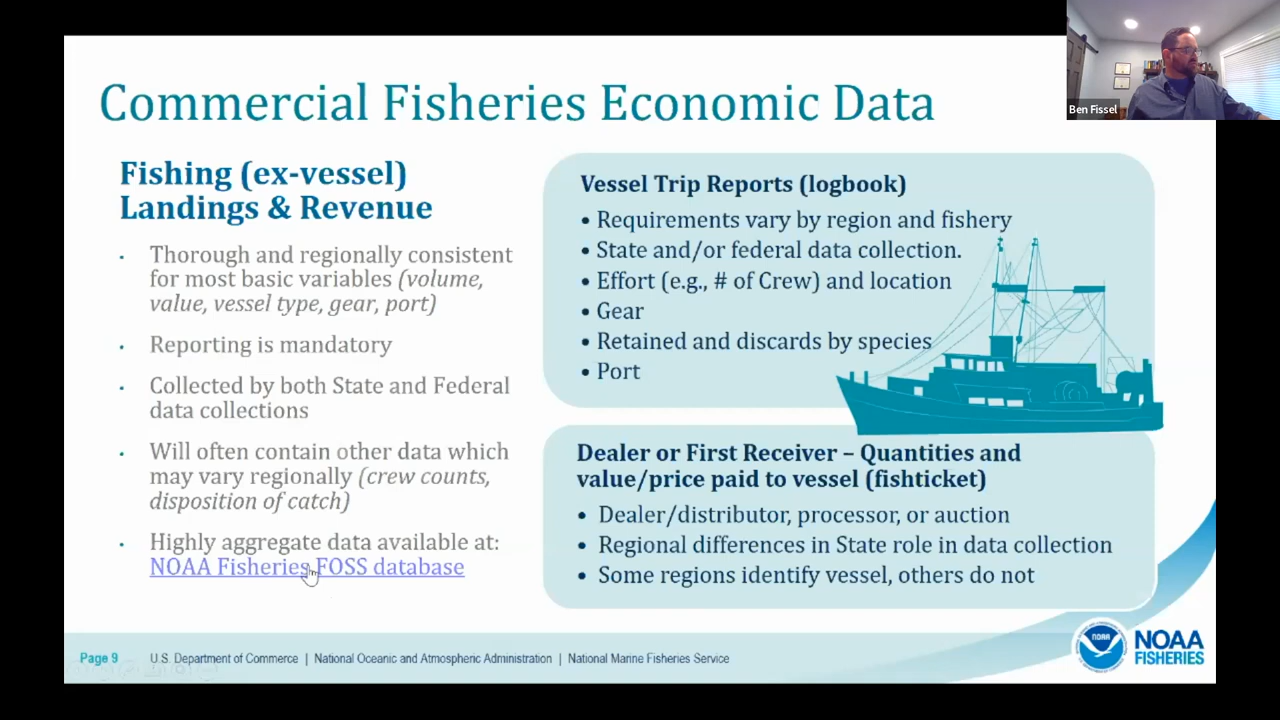 Commercial Fisheries Economic Data
Ben Fissel
Fishing (ex-vessel)
Landings & Revenue
· Thorough and regionally consistent
for most basic variables (volume,
value, vessel type, gear, port)
· Reporting is mandatory
· Collected by both State and Federal
data collections
· Will often contain other data which
may vary regionally (crew counts,
disposition of catch)
· Highly aggregate data available at:
NOAA Fisheries FOSS database
Vessel Trip Reports (logbook)
• Requirements vary by region and fishery
• State and/or federal data collection.
• Effort (e.g., # of Crew) and location
• Gear
• Retained and discards by species
• Port
Dealer or First Receiver – Quantities and
value/price paid to vessel (fishticket)
• Dealer/distributor, processor, or auction
• Regional differences in State role in data collection
• Some regions identify vessel, others do not
Page 9 U.S. Department of Commerce | National Oceanic and Atmospheric Administration | National Marine Fisheries Service
NOAA
NOAA
FISHERIES